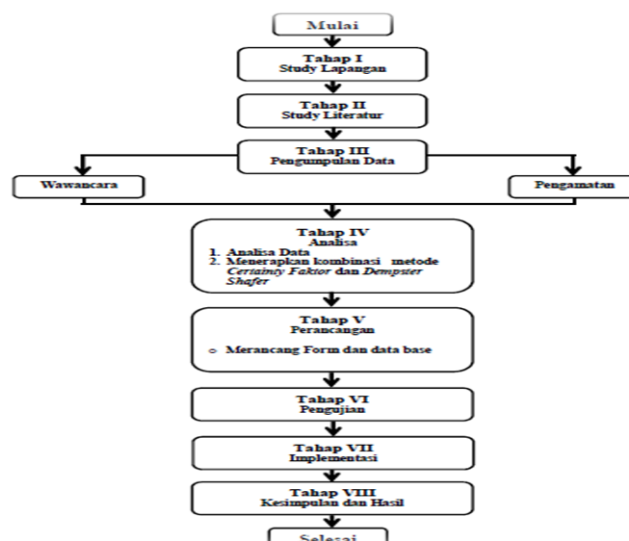 Mulai
Tahap I
Study Lapangan
Tahap II
Study Literatur
Tahap III
Pengumpulan Data
Wawancara
Pengamatan
Tahap IV
Analisa
1. Analisa Data
2. Menerapkan kombinasi metode
Certainty Faktor dan Dempster
Shafer
Tahap V
Perancangan
o Merancang Form dan data base
Tahap VI
Pengujian
Tahap VII
Implementasi
Tahap VIII
Kesimpulan dan Hasil
Selesai